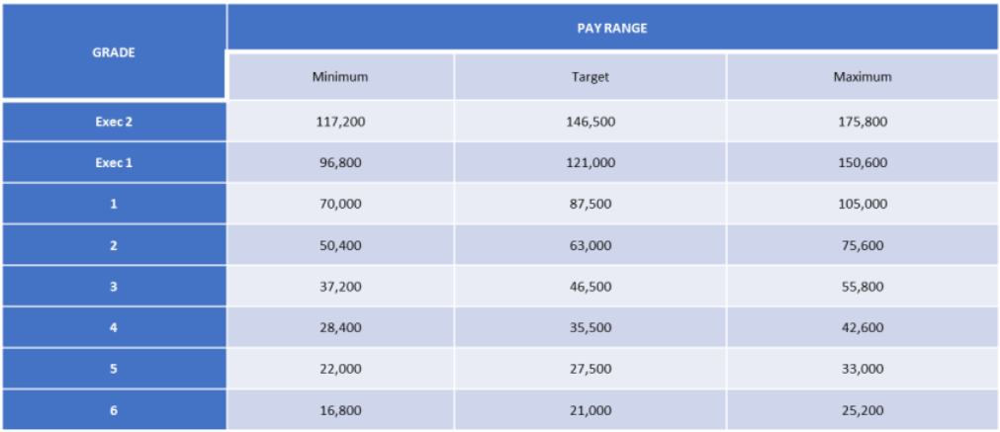 GRADE
PAY RANGE
Minimum Target Maximum
Exec 2 117,200 146,500 175,800
Exec 1 96,800 121,000 150,600
1 70,000 87,500 105,000
2 50,400 63,000 75,600
3 37,200 46,500 55,800
4 28,400 35,500 42,600
5 22,000 27,500 33,000
6 16,800 21,000 25,200